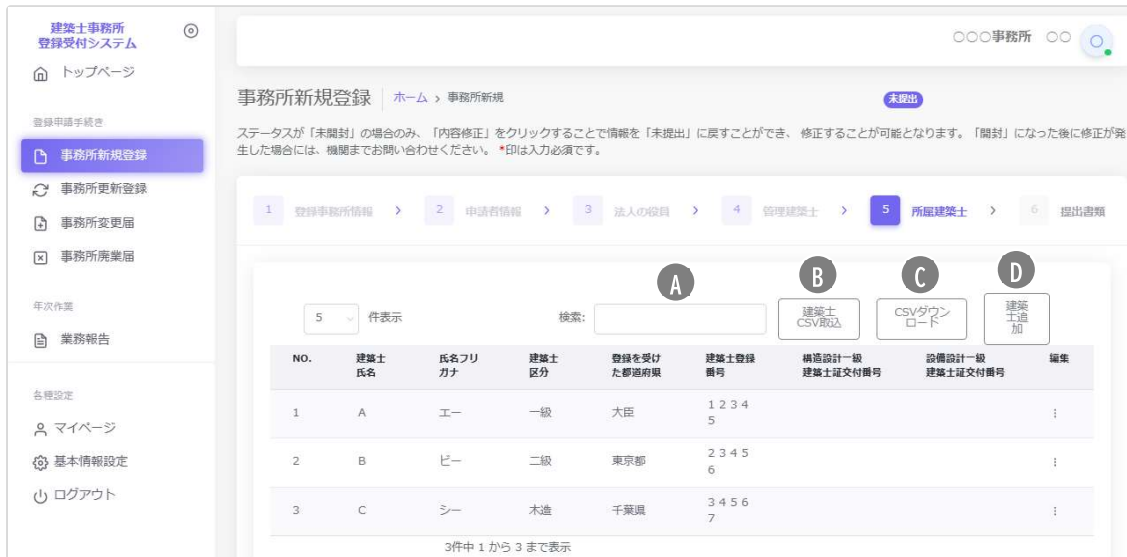 建築士事務所
登録受付システム
トップページ
登録申請手続き
事務所新規登録
事務所更新登録
事務所変更届
事務所廃業届
年次作業
業務報告
各種設定
マイページ
基本情報設定
ログアウト
○○○事務所 ○○ ○
事務所新規登録 ホーム > 事務所新規 未提出
ステータスが「未開封」の場合のみ、「内容修正」をクリックすることで情報を「未提出」に戻すことができ、 修正することが可能となります。「開封」になった後に修正が発
生した場合には、機関までお問い合わせください。 *印は入力必須です。
1 登録事務所情報 > 2 申請者情報 > 3 法人の役員 > 4 管理建築士 > 5 所属建築士 > 6 提出書類
A B C D
5 件表示 検索:
建築士
CSV取込
CSVダウン
ロード
建築
士追
加
NO. 建築士 氏名フリ 建築士 登録を受け 建築士登録 構造設計一級 設備設計一級 編集
氏名 ガナ 区分 た都道府県 番号 建築士証交付番号 建築士証交付番号
1 A エー 一級 大臣 1 2 3 4
5
2 B ビー 二級 東京都 2 3 4 5
6
3 C シー 木造 千葉県 3 4 5 6
7
3件中 1 から 3 まで表示